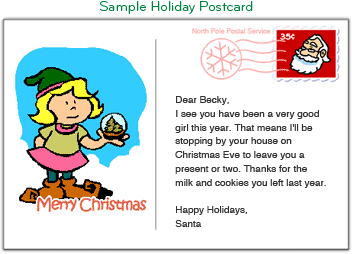 Sample Holiday Postcard
North Pole Postal Service
35¢
Dear Becky,
I see you have been a very good
girl this year. That means I'll be
stopping by your house on
Christmas Eve to leave you a
present or two. Thanks for the
milk and cookies you left last year.
Happy Holidays,
Santa
Merry Christmas